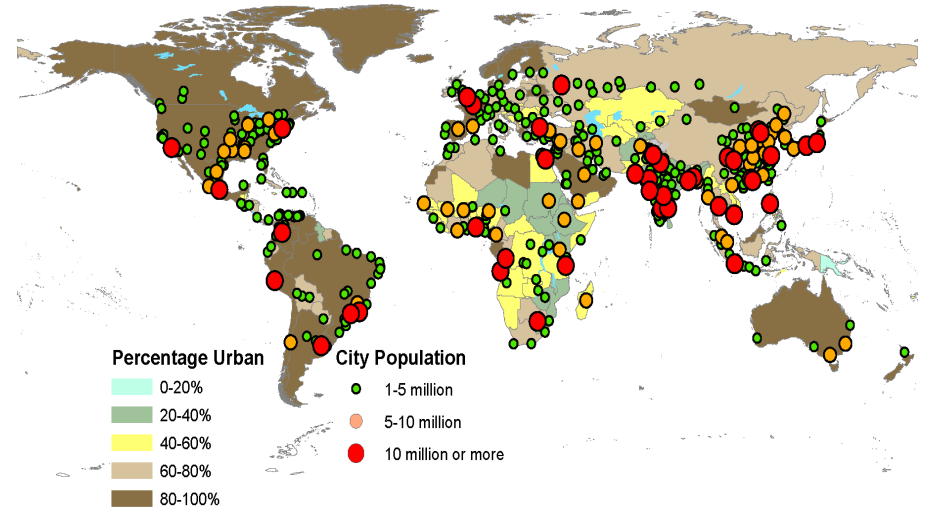 Percentage Urban
0-20%
20-40%
40-60%
60-80%
80-100%
City Population
1-5 million
5-10 million
10 million or more